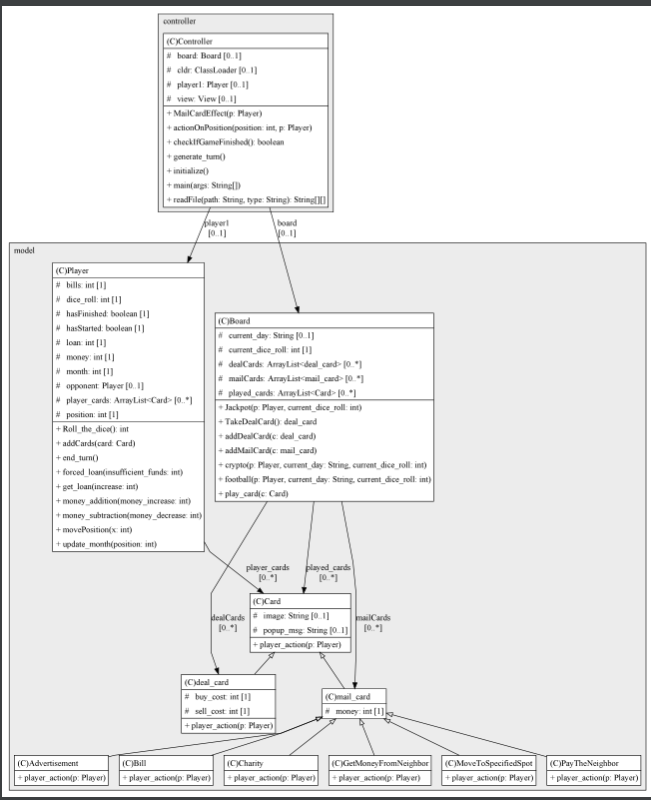 controller
(C)Controller
# board: Board [0..1]
# cldr: ClassLoader [0..1]
# player1: Player [0..1]
# view: View [0..1]
+ MailCardEffect(p: Player)
+ actionOnPosition(position: int, p: Player)
+ checkIfGameFinished(): boolean
+ generate_turn()
+ initialize()
+ main(args: String[])
+ readFile(path: String, type: String): String[][]
player1
[0..1]
board
[0..1]
model
(C)Player
# bills: int [1]
# dice_roll: int [1]
# hasFinished: boolean [1]
# hasStarted: boolean [1]
# loan: int [1]
# money: int [1]
# month: int [1]
# opponent: Player [0..1]
# player_cards: ArrayList<Card> [0..*]
# position: int [1]
+ Roll_the_dice(): int
+ addCards(card: Card)
+ end_turn()
+ forced_loan(insufficient_funds: int)
+ get_loan(increase: int)
+ money_addition(money_increase: int)
+ money_subtraction(money_decrease: int)
+ movePosition(x: int)
+ update_month(position: int)
(C)Board
# current_day: String [0..1]
# current_dice_roll: int [1]
# dealCards: ArrayList<deal_card> [0..*]
# mailCards: ArrayList<mail_card> [0..*]
# played_cards: ArrayList<Card> [0..*]
+ Jackpot(p: Player, current_dice_roll: int)
+ TakeDealCard(): deal_card
+ addDealCard(c: deal_card)
+ addMailCard(c: mail_card)
+ crypto(p: Player, current_day: String, current_dice_roll: int)
+ football(p: Player, current_day: String, current_dice_roll: int)
+ play_card(c: Card)
player_cards
[0..*]
played_cards
[0..*]
dealCards
[0..*]
mailCards
[0..*]
(C)Card
# image: String [0..1]
# popup_msg: String [0..1]
+ player_action(p: Player)
(C)deal_card
# buy_cost: int [1]
# sell_cost: int [1]
+ player_action(p: Player)
(C)mail_card
# money: int [1]
(C)Advertisement
+ player_action(p: Player)
(C)Bill
+ player_action(p: Player)
(C)Charity
+ player_action(p: Player)
(C)GetMoneyFromNeighbor
+ player_action(p: Player)
(C)MoveToSpecifiedSpot
+ player_action(p: Player)
(C)PayTheNeighbor
+ player_action(p: Player)